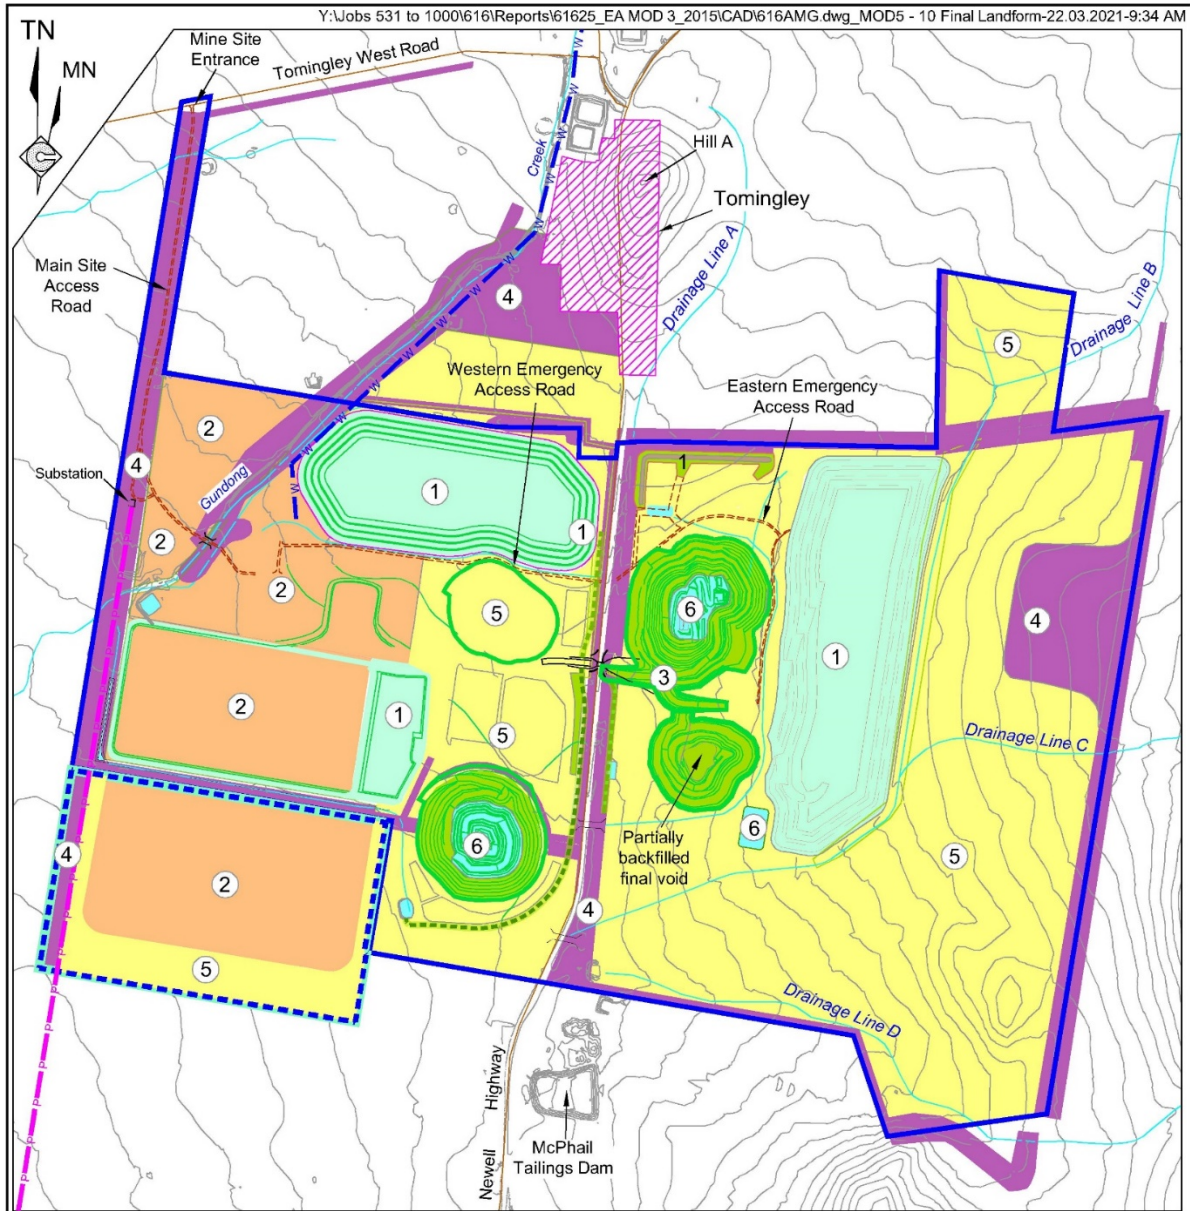 Y:\Jobs 531 to 1000\616\Reports\61625_EA MOD 3_2015\CAD\616AMG.dwg_MOD5 - 10 Final Landform-22.03.2021-9:34 AM
TN
MN
Mine Site
Entrance
Tomingley West Road
Creek
W
W
Hill A
Tomingley
Main Site
Access
Road
4
Drainage Line A
Drainage Line B
5
W
W
W
W
W
Western Emergency
Access Road
Eastern Emergency
Access Road
2
4
Substation
Gundong
W
1
1
1
2
2
5
6
4
3
1
2
1
5
Drainage Line C
Partially
backfilled
final void
6
6
5
4
2
4
5
Drainage Line D
Newell
Highway
McPhail
Tailings Dam
P
P
P
P
P
P
P